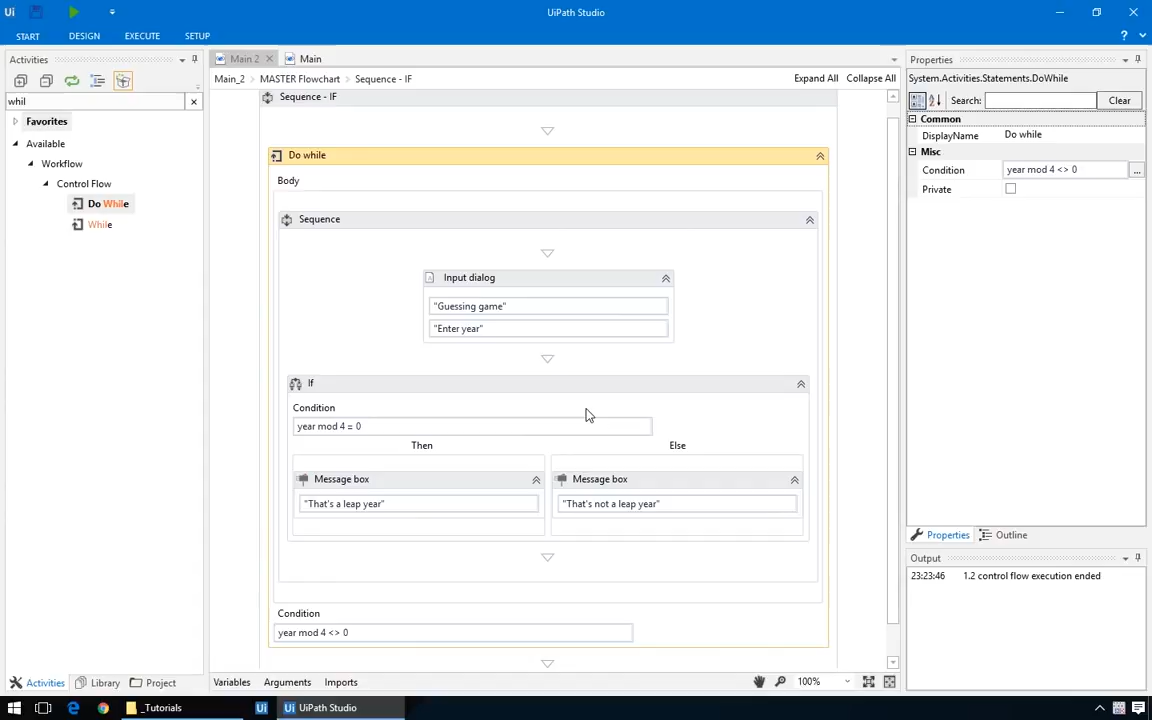 Ui
UiPath Studio
START
DESIGN
EXECUTE
SETUP
?
Activities
whil
Favorites
Available
Workflow
Control Flow
Do While
While
Activities
Library
Project
Main 2
Main
Main_2
MASTER Flowchart
Sequence - IF
Expand All
Collapse All
Sequence - IF
Do while
Body
Sequence
Input dialog
"Guessing game"
"Enter year"
If
Condition
year mod 4 = 0
Then
Else
Message box
"That's a leap year"
Message box
"That's not a leap year"
Condition
year mod 4 <> 0
Variables
Arguments
Imports
100%
Properties
System.Activities.Statements.DoWhile
Search:
Clear
Common
DisplayName
Do while
Misc
Condition
year mod 4 <> 0
...
Private
Properties
Outline
Output
23:23:46 1.2 control flow execution ended
_Tutorials
Ui
Ui
UiPath Studio